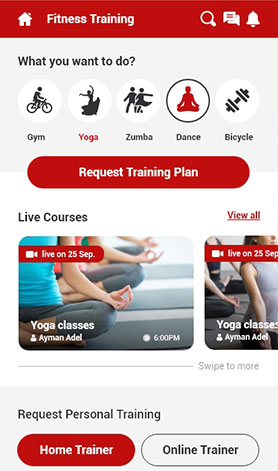 Fitness Training
What you want to do?
Gym Yoga Zumba Dance Bicycle
Request Training Plan
Live Courses View all
live on 25 Sep. live on 25 Sep.
Yoga classes Yoga
Ayman Adel 6:00PM Ayman
Swipe to more
Request Personal Training
Home Trainer Online Trainer